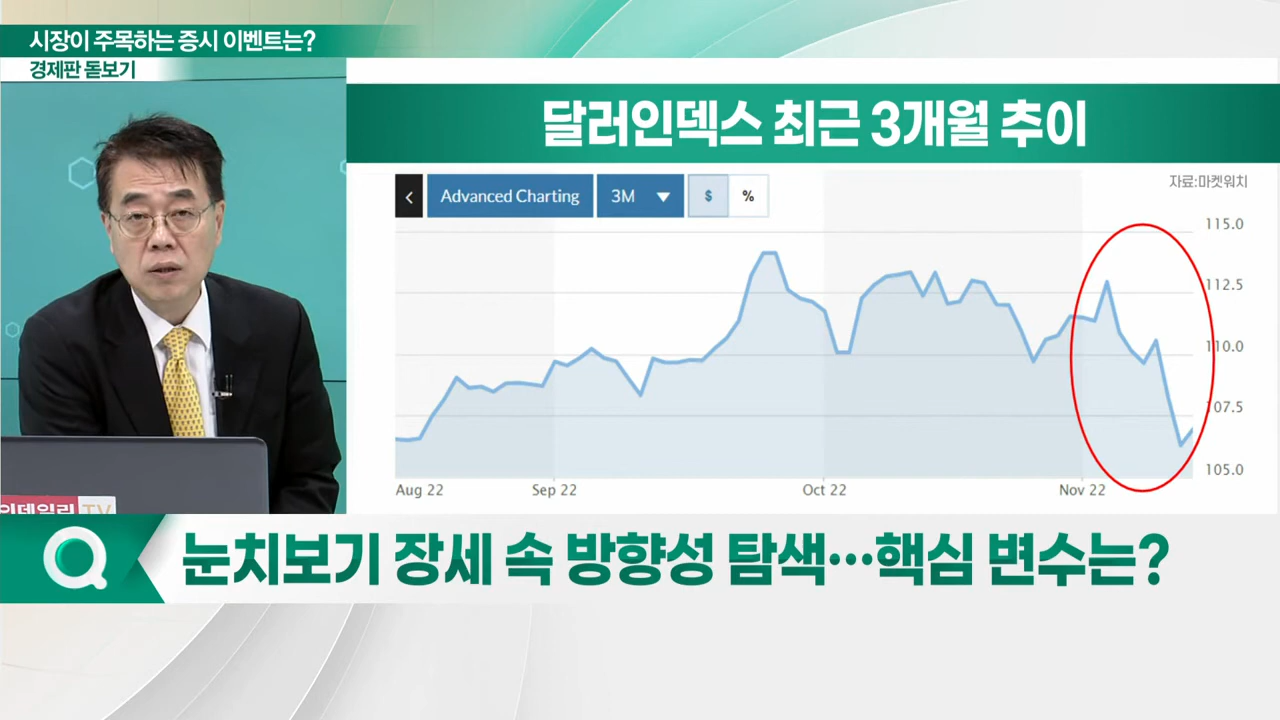 시장이 주목하는 증시 이벤트는?
경제판 돋보기
달러인덱스 최근 3개월 추이
자료:마켓워치
Advanced Charting
3M
$
%
115.0
112.5
110.0
107.5
105.0
Aug 22
Sep 22
Oct 22
Nov 22
이데일리 TV
눈치보기 장세 속 방향성 탐색…핵심 변수는?